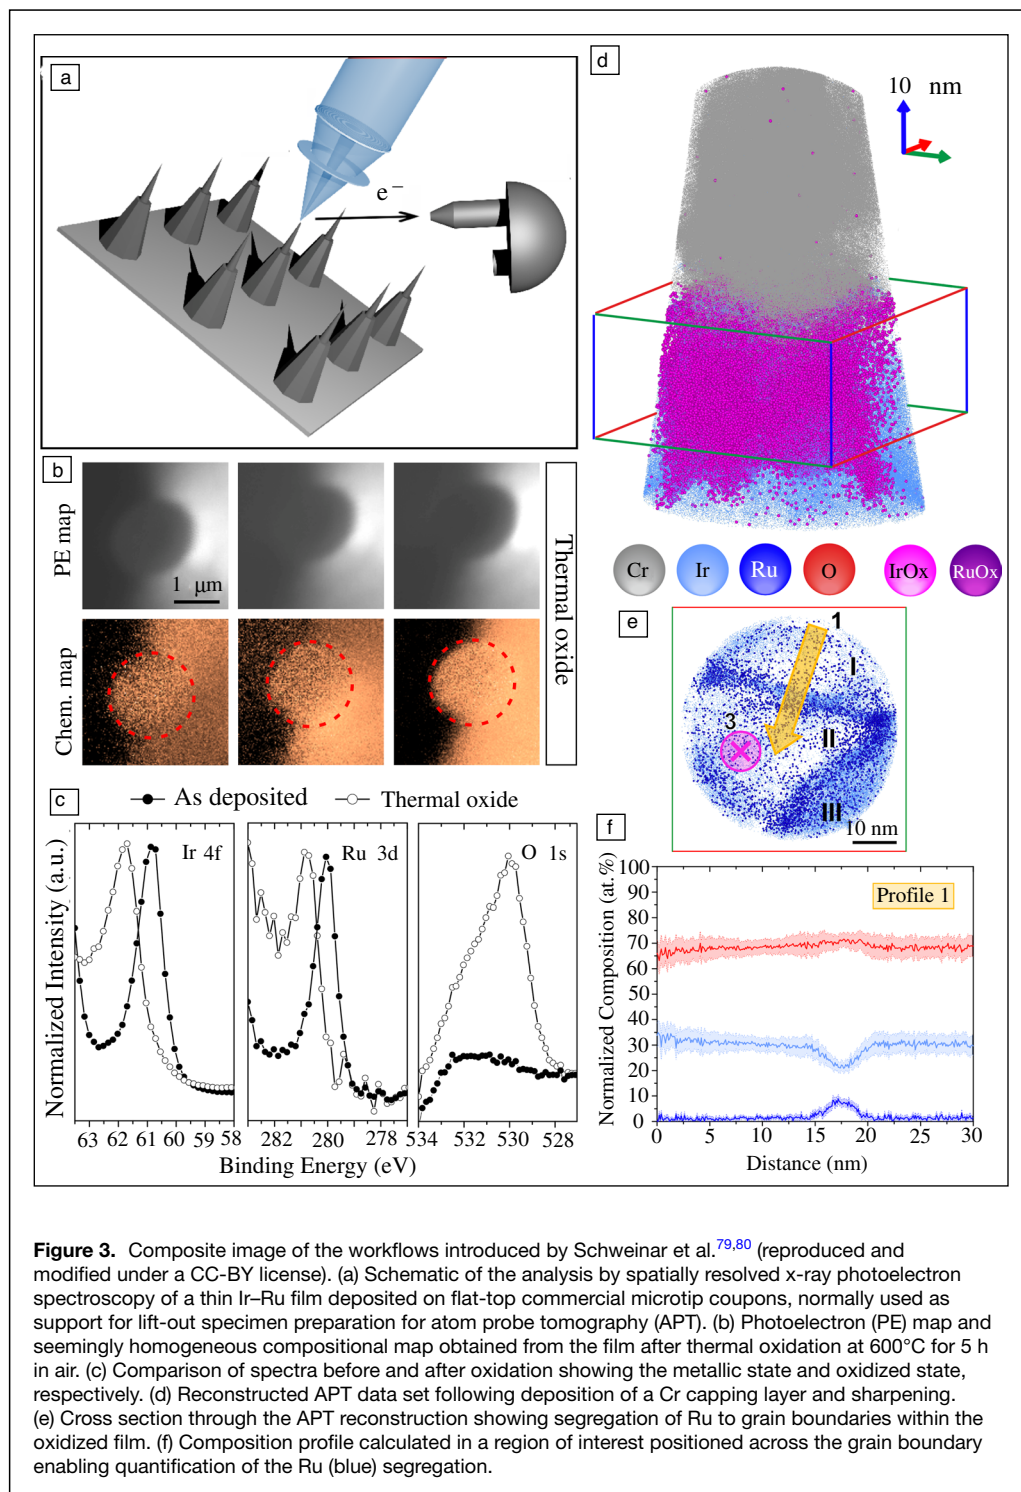 a
e⁻
d
10 nm
b
PE map
1 μm
Chem. map
Thermal oxide
Cr Ir Ru O IrOx RuOx
e
1
I
3
II
III
10 nm
c
As deposited Thermal oxide
Ir 4f
Ru 3d
O 1s
Normalized Intensity (a.u.)
63 62 61 60 59 58
282 280 278
534 532 530 528
Binding Energy (eV)
f
Profile 1
Normalized Composition (at.%)
100
90
80
70
60
50
40
30
20
10
0
0 5 10 15 20 25 30
Distance (nm)
Figure 3. Composite image of the workflows introduced by Schweinar et al.79,80 (reproduced and
modified under a CC-BY license). (a) Schematic of the analysis by spatially resolved x-ray photoelectron
spectroscopy of a thin Ir–Ru film deposited on flat-top commercial microtip coupons, normally used as
support for lift-out specimen preparation for atom probe tomography (APT). (b) Photoelectron (PE) map and
seemingly homogeneous compositional map obtained from the film after thermal oxidation at 600°C for 5 h
in air. (c) Comparison of spectra before and after oxidation showing the metallic state and oxidized state,
respectively. (d) Reconstructed APT data set following deposition of a Cr capping layer and sharpening.
(e) Cross section through the APT reconstruction showing segregation of Ru to grain boundaries within the
oxidized film. (f) Composition profile calculated in a region of interest positioned across the grain boundary
enabling quantification of the Ru (blue) segregation.